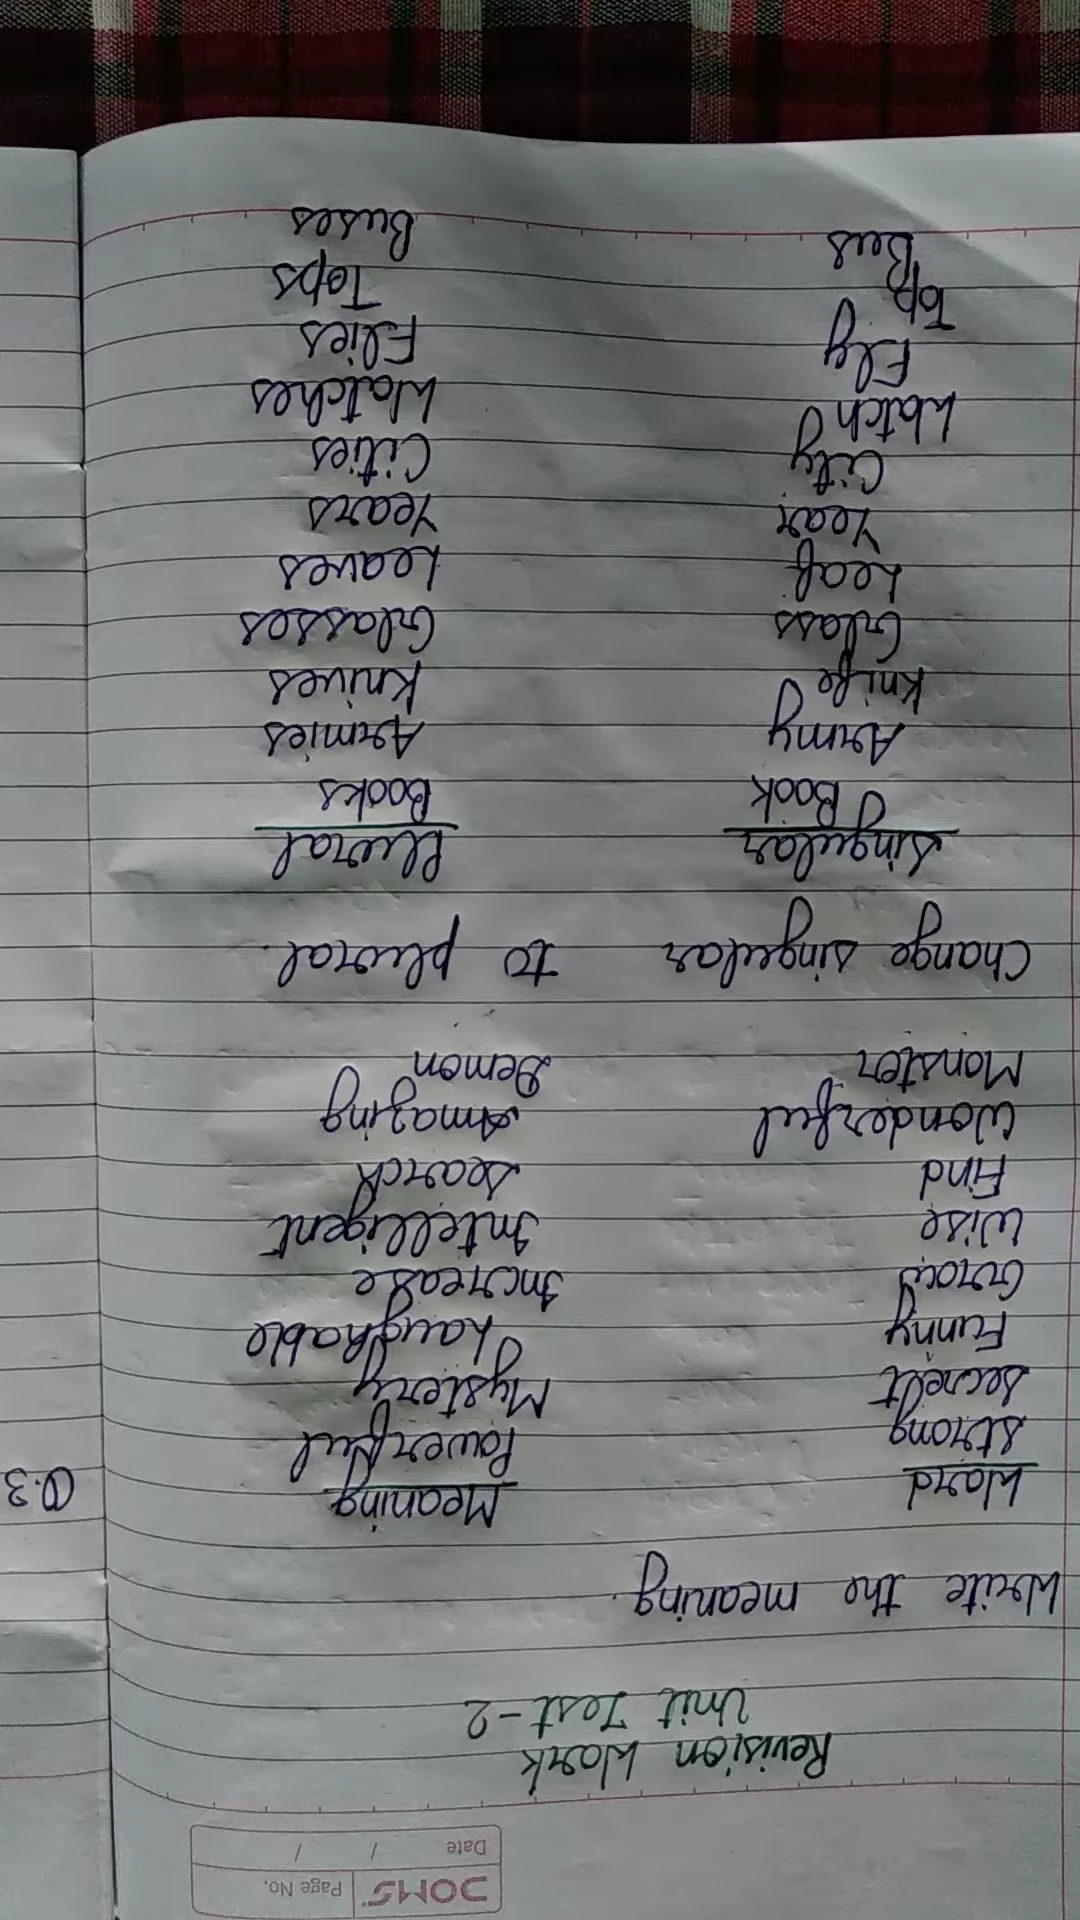 DOMS Page No.
Date / /
Revision Work
Unit Test-2
Write the meaning.
Word Meaning
Strong Powerful
Secret Mystery
Funny Laughable
Grow Increase
Wise Intelligent
Find Search
Wonderful Amazing
Monster Demon
Change singular to plural.
Singular Plural
Book Books
Army Armies
Knife Knives
Glass Glasses
Leaf Leaves
Year Years
City Cities
Watch Watches
Fly Flies
Top Tops
Bus Buses
Q.3